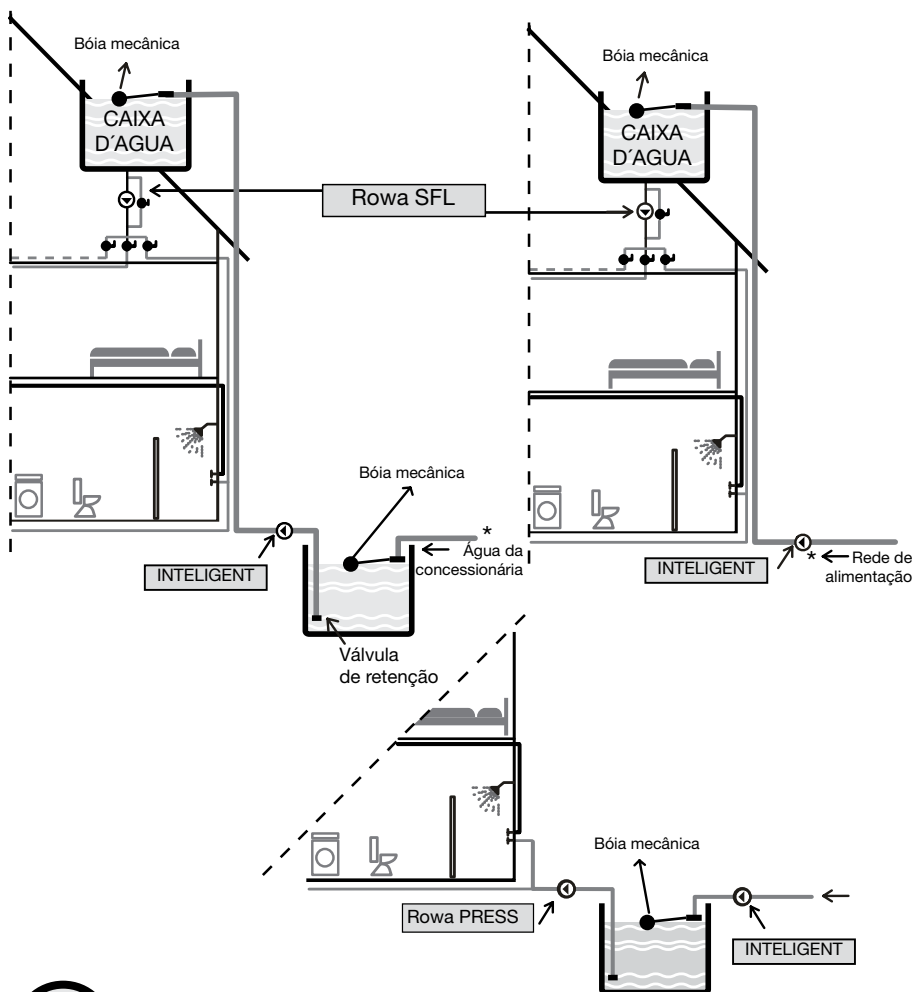 Bóia mecânica
CAIXA
D´AGUA
Rowa SFL
Bóia mecânica
CAIXA
D´AGUA
Bóia mecânica
*
Água da
concessionária
INTELIGENT
Válvula
de retenção
INTELIGENT
* Rede de
alimentação
Bóia mecânica
Rowa PRESS
INTELIGENT